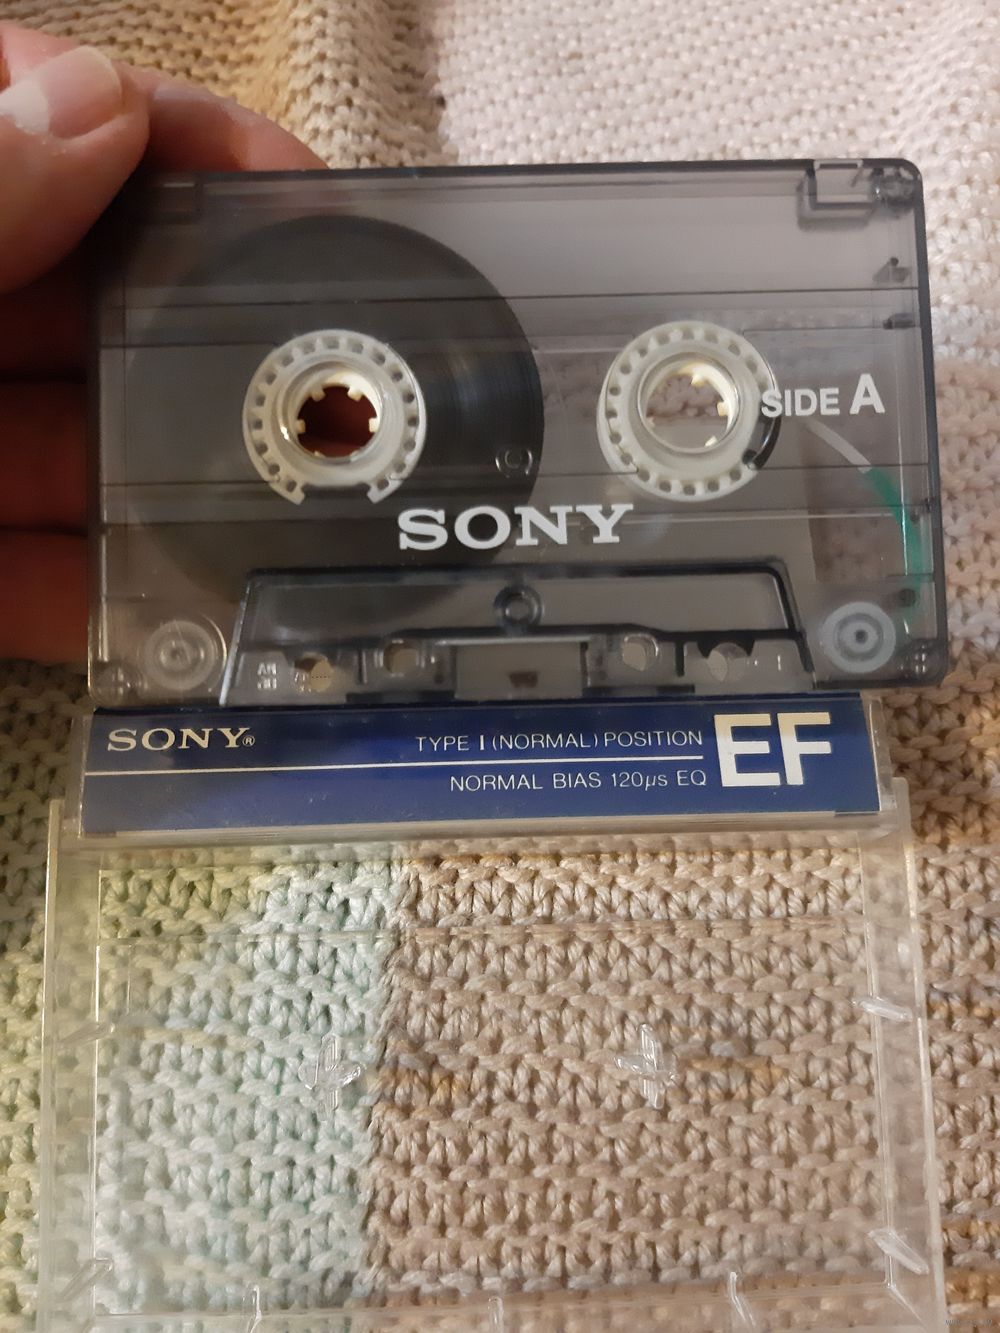 SIDE A
SONY
SONY®
TYPE I (NORMAL) POSITION
NORMAL BIAS 120µs EQ
EF